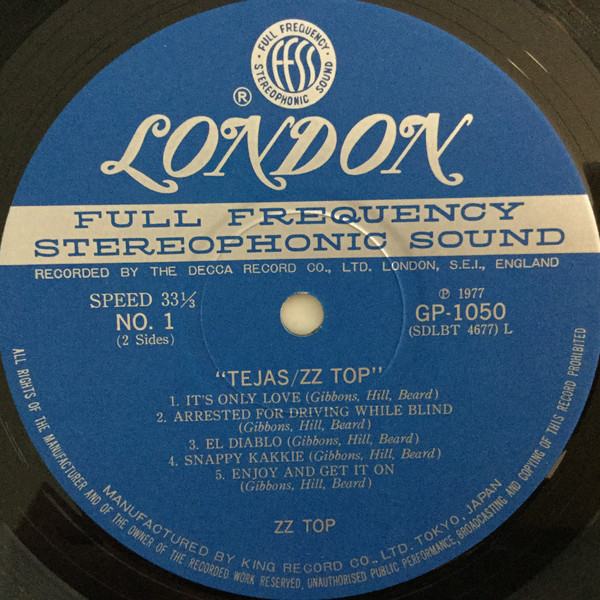 FULL FREQUENCY
FFSS
STEREOPHONIC SOUND
®
LONDON
FULL FREQUENCY
STEREOPHONIC SOUND
RECORDED BY THE DECCA RECORD CO., LTD. LONDON, S.E.I., ENGLAND
SPEED 33⅓
NO. 1
(2 Sides)
℗ 1977
GP-1050
(SDLBT 4677) L
"TEJAS/ZZ TOP"
1. IT'S ONLY LOVE (Gibbons, Hill, Beard)
2. ARRESTED FOR DRIVING WHILE BLIND
(Gibbons, Hill, Beard)
3. EL DIABLO (Gibbons, Hill, Beard)
4. SNAPPY KAKKIE (Gibbons, Hill, Beard)
5. ENJOY AND GET IT ON
(Gibbons, Hill, Beard)
ZZ TOP
MANUFACTURED BY KING RECORD CO., LTD. TOKYO, JAPAN
ALL RIGHTS OF THE MANUFACTURER AND OF THE OWNER OF THE RECORDED WORK RESERVED, UNAUTHORISED PUBLIC PERFORMANCE, BROADCASTING AND COPYING OF THIS RECORD PROHIBITED